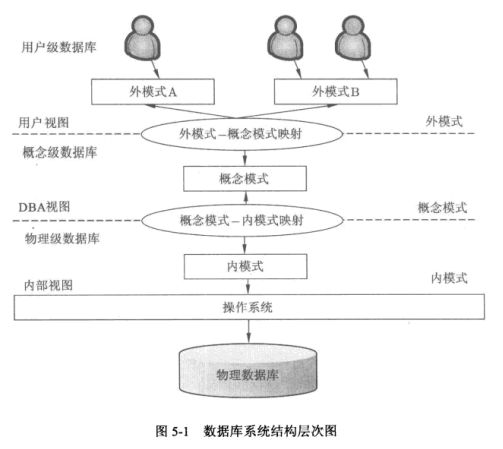 用户级数据库
外模式A
外模式B
用户视图
外模式–概念模式映射
外模式
概念级数据库
概念模式
DBA视图
概念模式–内模式映射
概念模式
物理级数据库
内模式
内部视图
内模式
操作系统
物理数据库
图 5-1 数据库系统结构层次图